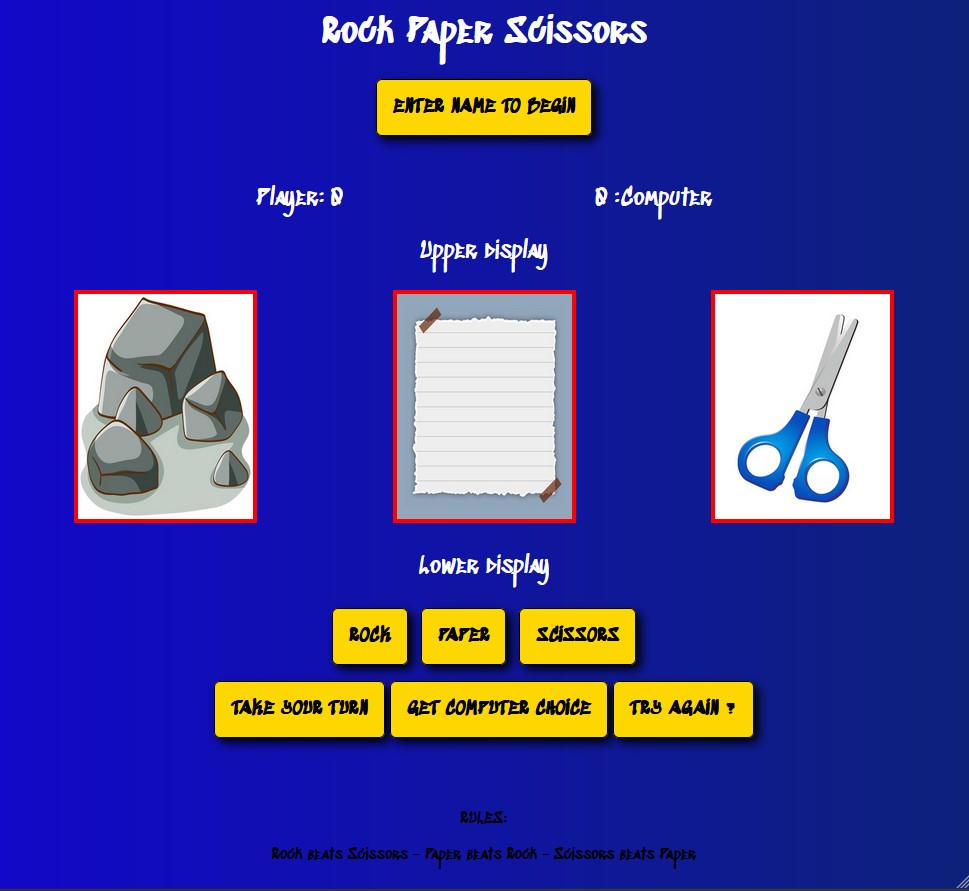 Rock Paper Scissors
ENTER NAME TO BEGIN
Player: 0
0 :Computer
Upper Display
Lower Display
ROCK
PAPER
SCISSORS
TAKE YOUR TURN
GET COMPUTER CHOICE
TRY AGAIN ?
RULES:
Rock beats Scissors - Paper beats Rock - Scissors beats Paper